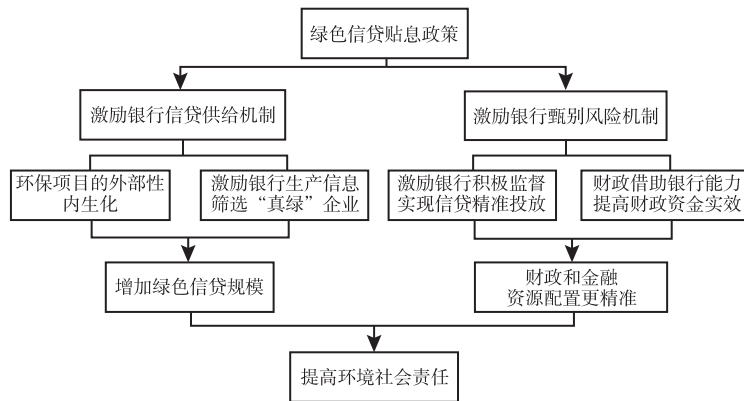 绿色信贷贴息政策
激励银行信贷供给机制
激励银行甄别风险机制
环保项目的外部性
内生化
激励银行生产信息
筛选“真绿”企业
激励银行积极监督
实现信贷精准投放
财政借助银行能力
提高财政资金实效
增加绿色信贷规模
财政和金融
资源配置更精准
提高环境社会责任